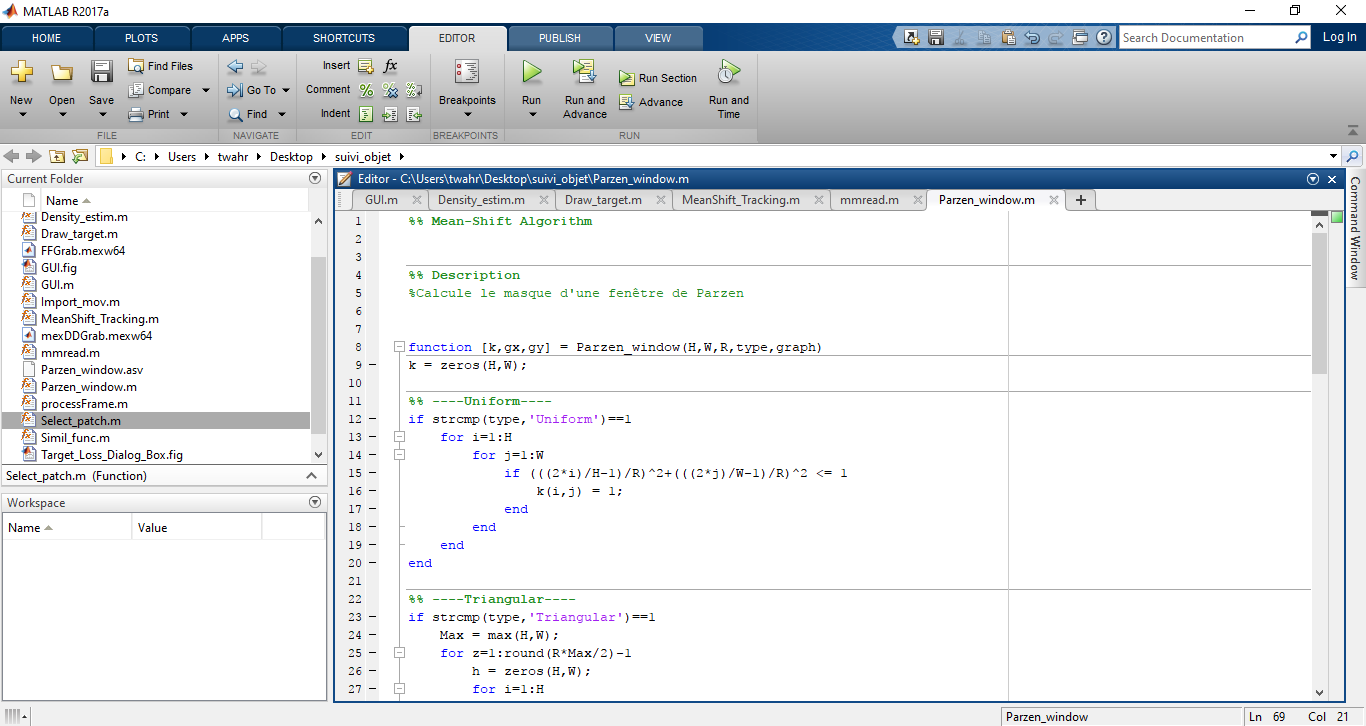 MATLAB R2017a
HOME PLOTS APPS SHORTCUTS EDITOR PUBLISH VIEW Search Documentation Log In
New Open Save Find Files Compare Print Go To Find Insert fx Comment Indent Breakpoints Run Run and Advance Run Section Advance Run and Time
FILE NAVIGATE EDIT BREAKPOINTS RUN
C: Users twahr Desktop suivi_objet
Current Folder
Name
Density_estim.m
Draw_target.m
FFGrab.mexw64
GUI.fig
GUI.m
Import_mov.m
MeanShift_Tracking.m
mexDDGrab.mexw64
mmread.m
Parzen_window.asv
Parzen_window.m
processFrame.m
Select_patch.m
Simil_func.m
Target_Loss_Dialog_Box.fig
Select_patch.m (Function)
Workspace
Name Value
Editor - C:\Users\twahr\Desktop\suivi_objet\Parzen_window.m
GUI.m Density_estim.m Draw_target.m MeanShift_Tracking.m mmread.m Parzen_window.m
1 %% Mean-Shift Algorithm
2
3
4 %% Description
5 %Calcule le masque d'une fenêtre de Parzen
6
7
8 function [k,gx,gy] = Parzen_window(H,W,R,type,graph)
9 – k = zeros(H,W);
10
11 %% ----Uniform----
12 – if strcmp(type,'Uniform')==1
13 – for i=1:H
14 – for j=1:W
15 – if (((2*i)/H-1)/R)^2+(((2*j)/W-1)/R)^2 <= 1
16 – k(i,j) = 1;
17 – end
18 – end
19 – end
20 – end
21
22 %% ----Triangular----
23 – if strcmp(type,'Triangular')==1
24 – Max = max(H,W);
25 – for z=1:round(R*Max/2)-1
26 – h = zeros(H,W);
27 – for i=1:H
Command Window
Parzen_window Ln 69 Col 21